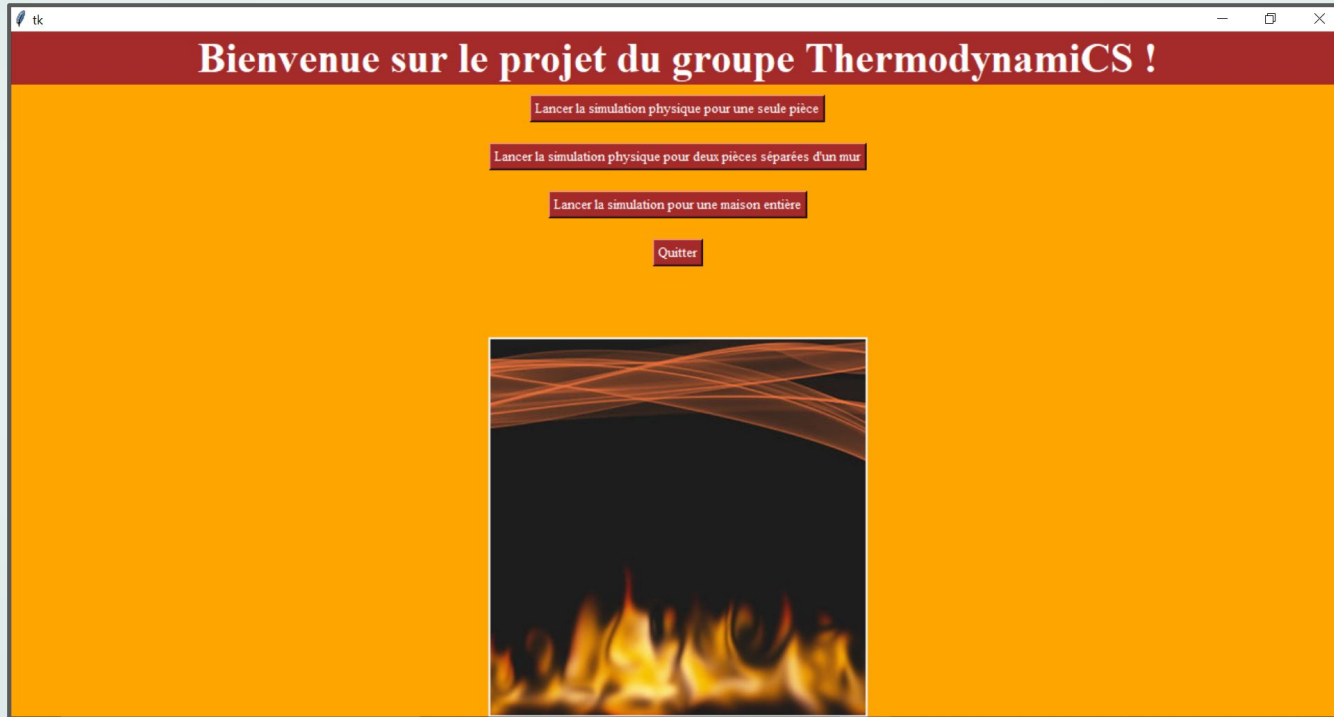 tk
Bienvenue sur le projet du groupe ThermodynamiCS !
Lancer la simulation physique pour une seule pièce
Lancer la simulation physique pour deux pièces séparées d'un mur
Lancer la simulation pour une maison entière
Quitter